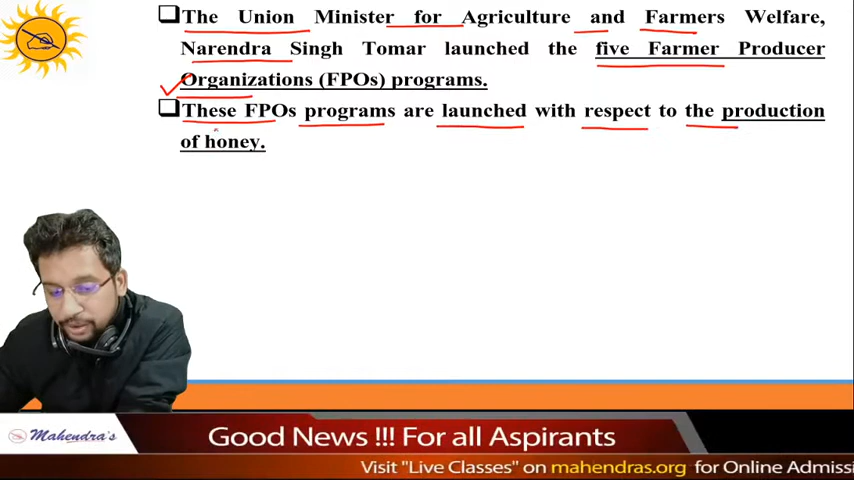 The Union Minister for Agriculture and Farmers Welfare,
Narendra Singh Tomar launched the five Farmer Producer
Organizations (FPOs) programs.
These FPOs programs are launched with respect to the production
of honey.
Mahendra's
Good News !!! For all Aspirants
Visit "Live Classes" on mahendras.org for Online Admissi